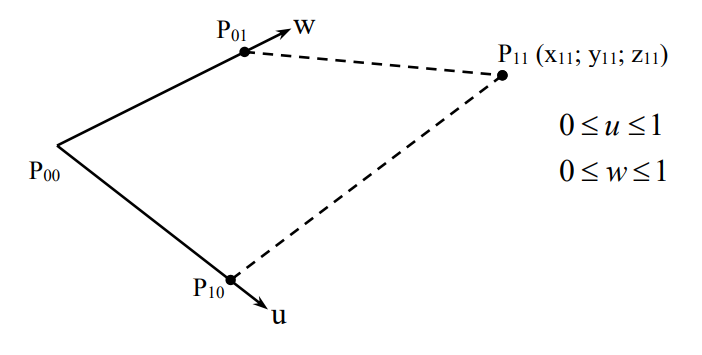 P₀₁
w
P₁₁ (x₁₁; y₁₁; z₁₁)
0 ≤ u ≤ 1
P₀₀
0 ≤ w ≤ 1
P₁₀
u